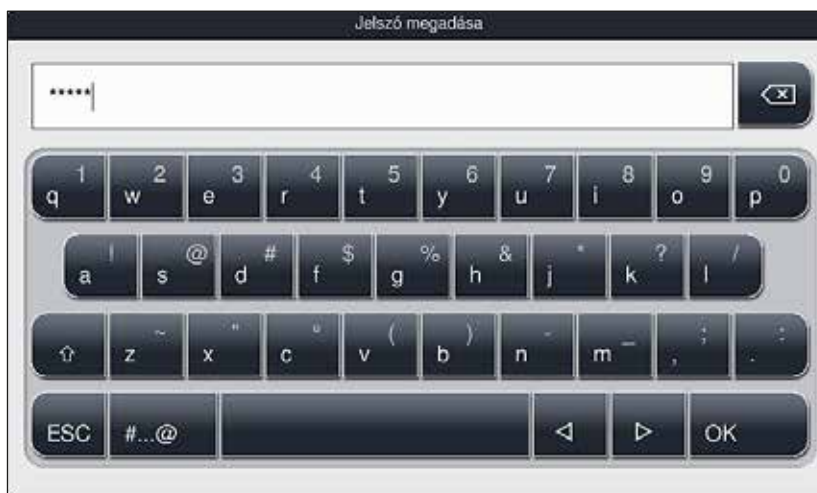 Jelszó megadása
*****
1 2 3 4 5 6 7 8 9 0
q w e r t y u i o p
! @ # $ % & * ? /
a s d f g h j k l
~ " º ( ) - _ ; :
z x c v b n m , .
ESC #...@ OK